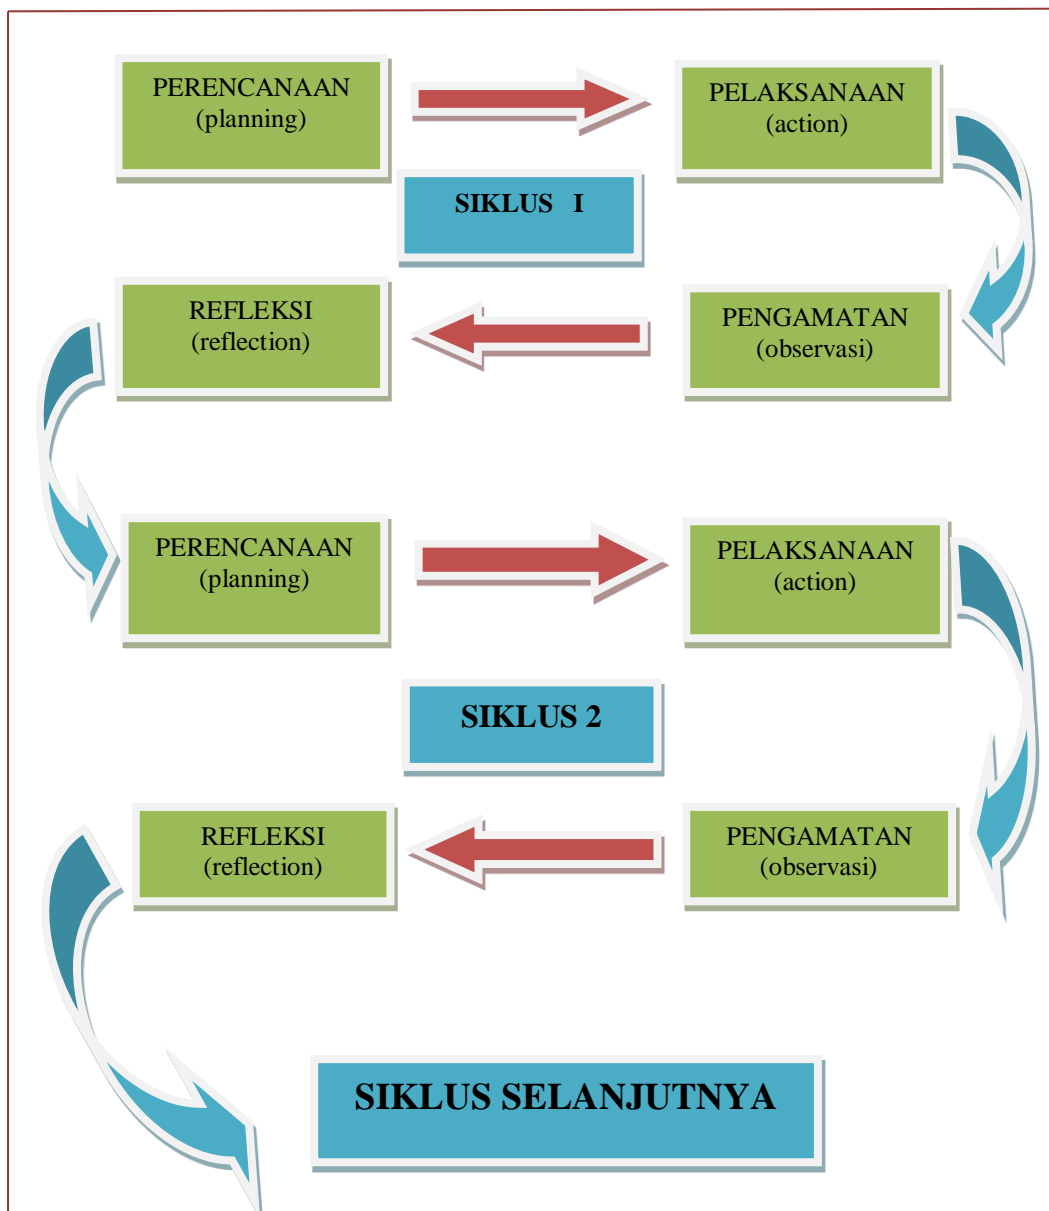 PERENCANAAN
(planning)
PELAKSANAAN
(action)
SIKLUS I
REFLEKSI
(reflection)
PENGAMATAN
(observasi)
PERENCANAAN
(planning)
PELAKSANAAN
(action)
SIKLUS 2
REFLEKSI
(reflection)
PENGAMATAN
(observasi)
SIKLUS SELANJUTNYA